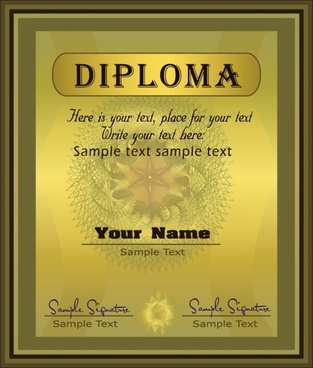 DIPLOMA
Here is your text, place for your text
Write your text here:
Sample text sample text
Your Name
Sample Text
Sample Signature Sample Signature
Sample Text Sample Text